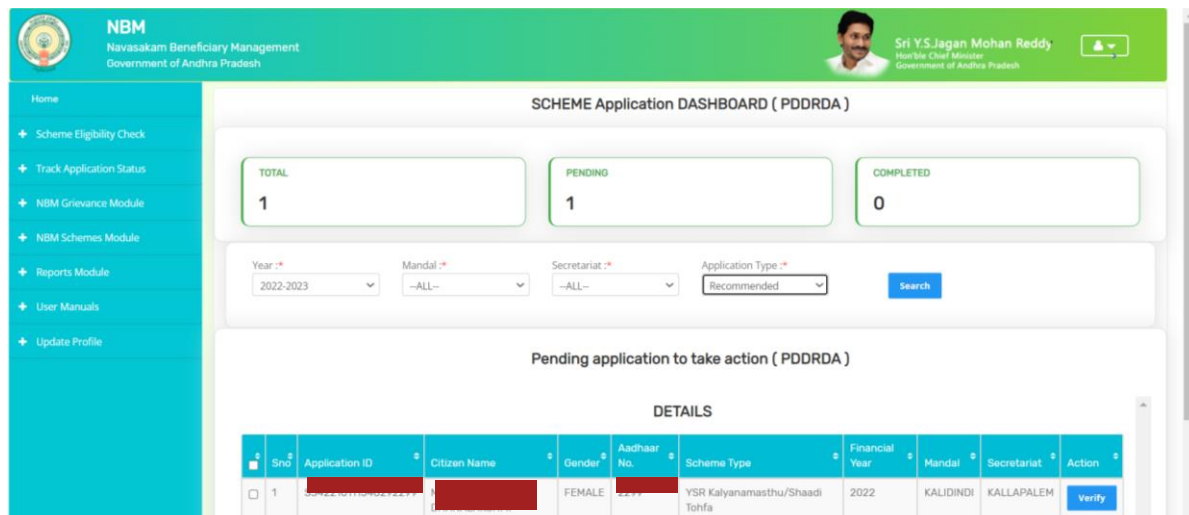 NBM
Navasakam Beneficiary Management
Government of Andhra Pradesh
Sri Y.S.Jagan Mohan Reddy
Hon'ble Chief Minister
Government of Andhra Pradesh
Home
Scheme Eligibility Check
Track Application Status
NBM Grievance Module
NBM Schemes Module
Reports Module
User Manuals
Update Profile
SCHEME Application DASHBOARD ( PDDRDA )
TOTAL PENDING COMPLETED
1 1 0
Year :* Mandal :* Secretariat :* Application Type :*
2022-2023 --ALL-- --ALL-- Recommended Search
Pending application to take action ( PDDRDA )
DETAILS
Sno Application ID Citizen Name Gender Aadhaar No. Scheme Type Financial Year Mandal Secretariat Action
1 FEMALE YSR Kalyanamasthu/Shaadi Tohfa 2022 KALIDINDI KALLAPALEM Verify